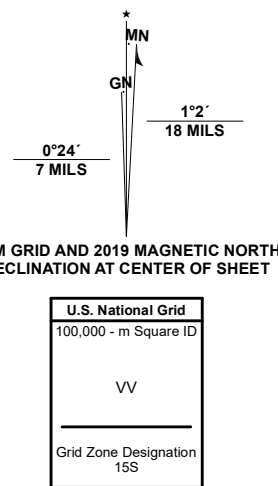 ★
MN
GN
1°2´
18 MILS
0°24´
7 MILS
M GRID AND 2019 MAGNETIC NORTH
ECLINATION AT CENTER OF SHEET
U.S. National Grid
100,000 - m Square ID
VV
Grid Zone Designation
15S